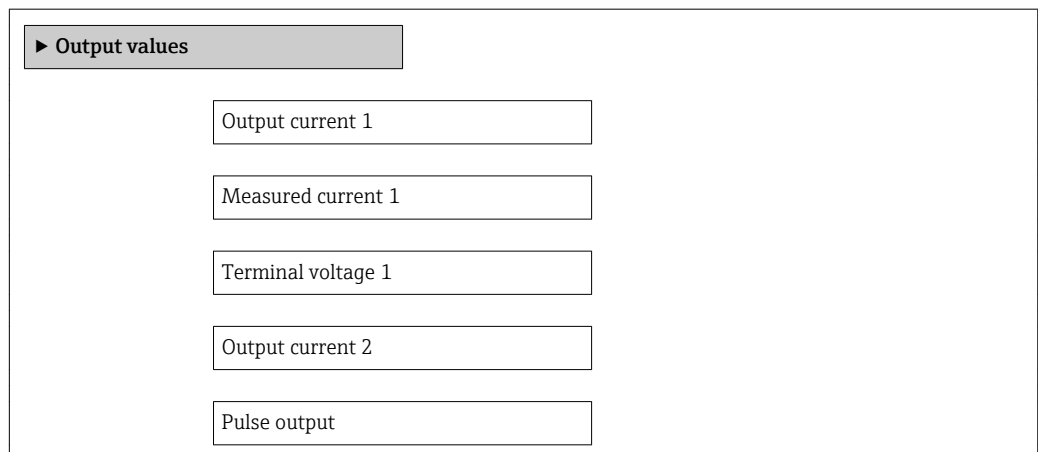 ▶ Output values
Output current 1
Measured current 1
Terminal voltage 1
Output current 2
Pulse output